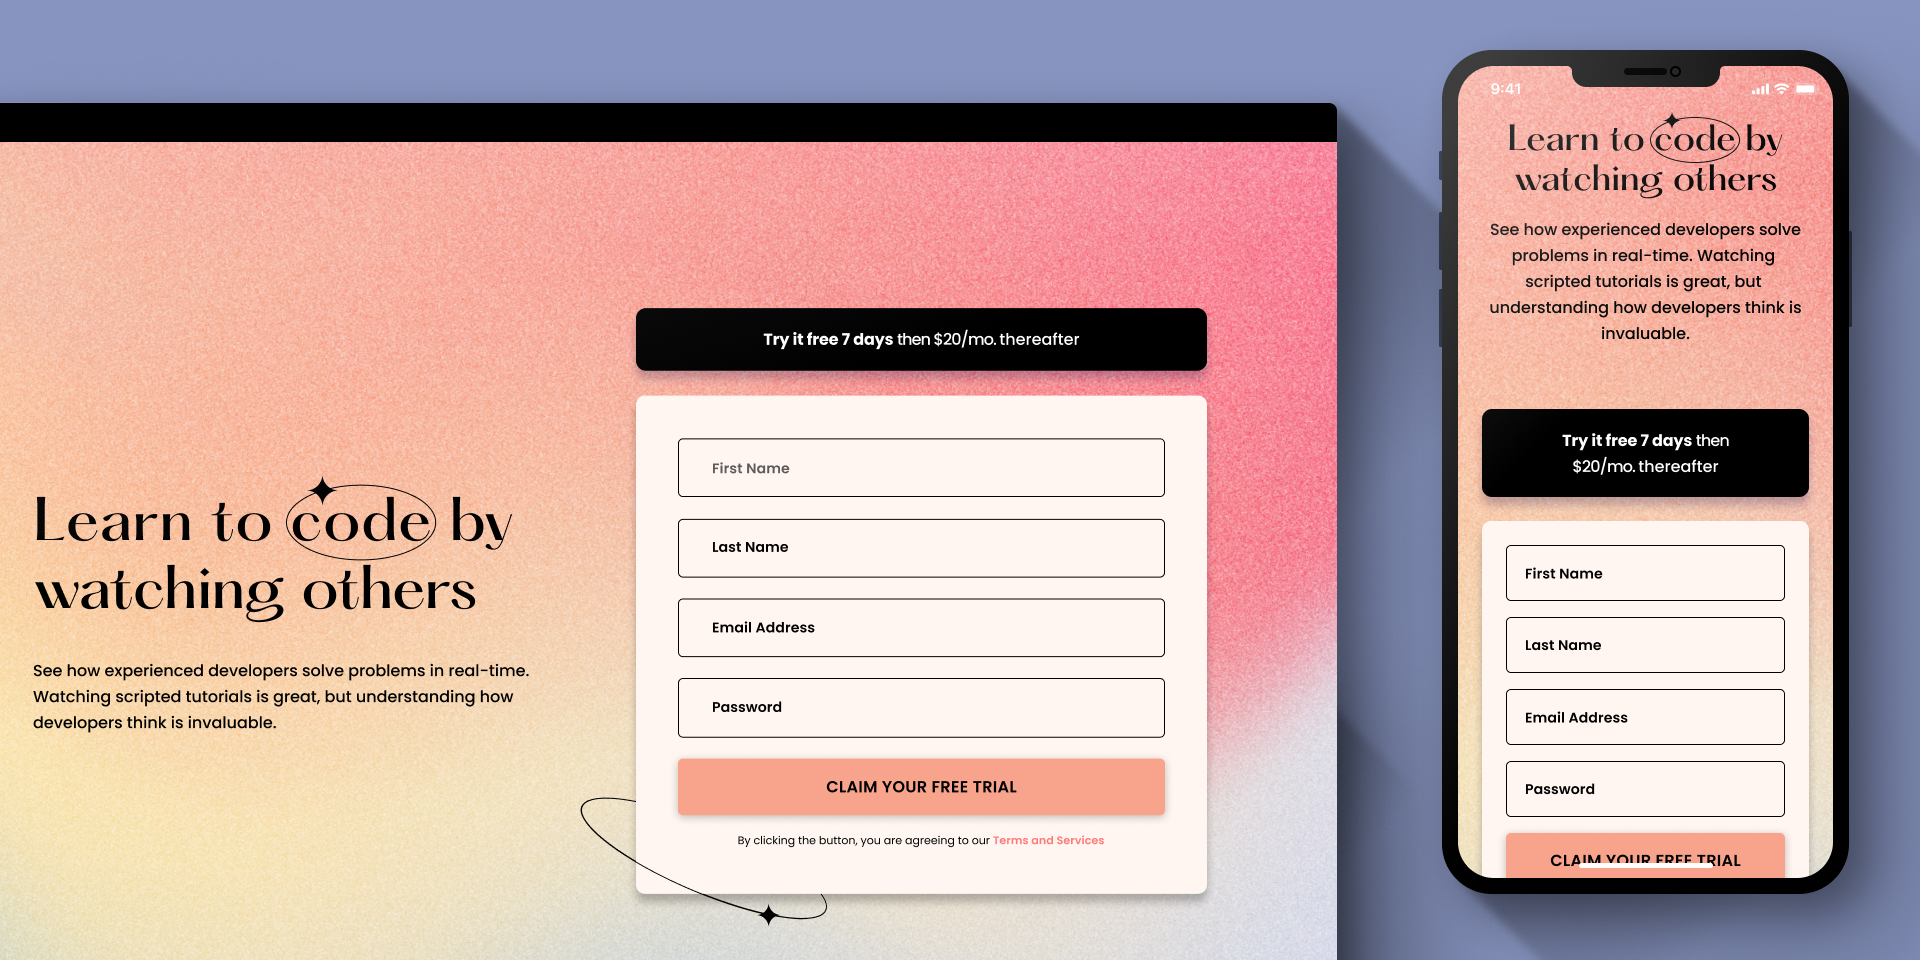 Learn to code by
watching others
See how experienced developers solve problems in real-time.
Watching scripted tutorials is great, but understanding how
developers think is invaluable.
Try it free 7 days then $20/mo. thereafter
First Name
Last Name
Email Address
Password
CLAIM YOUR FREE TRIAL
By clicking the button, you are agreeing to our Terms and Services
9:41
Learn to code by
watching others
See how experienced developers solve
problems in real-time. Watching
scripted tutorials is great, but
understanding how developers think is
invaluable.
Try it free 7 days then
$20/mo. thereafter
First Name
Last Name
Email Address
Password
CLAIM YOUR FREE TRIAL